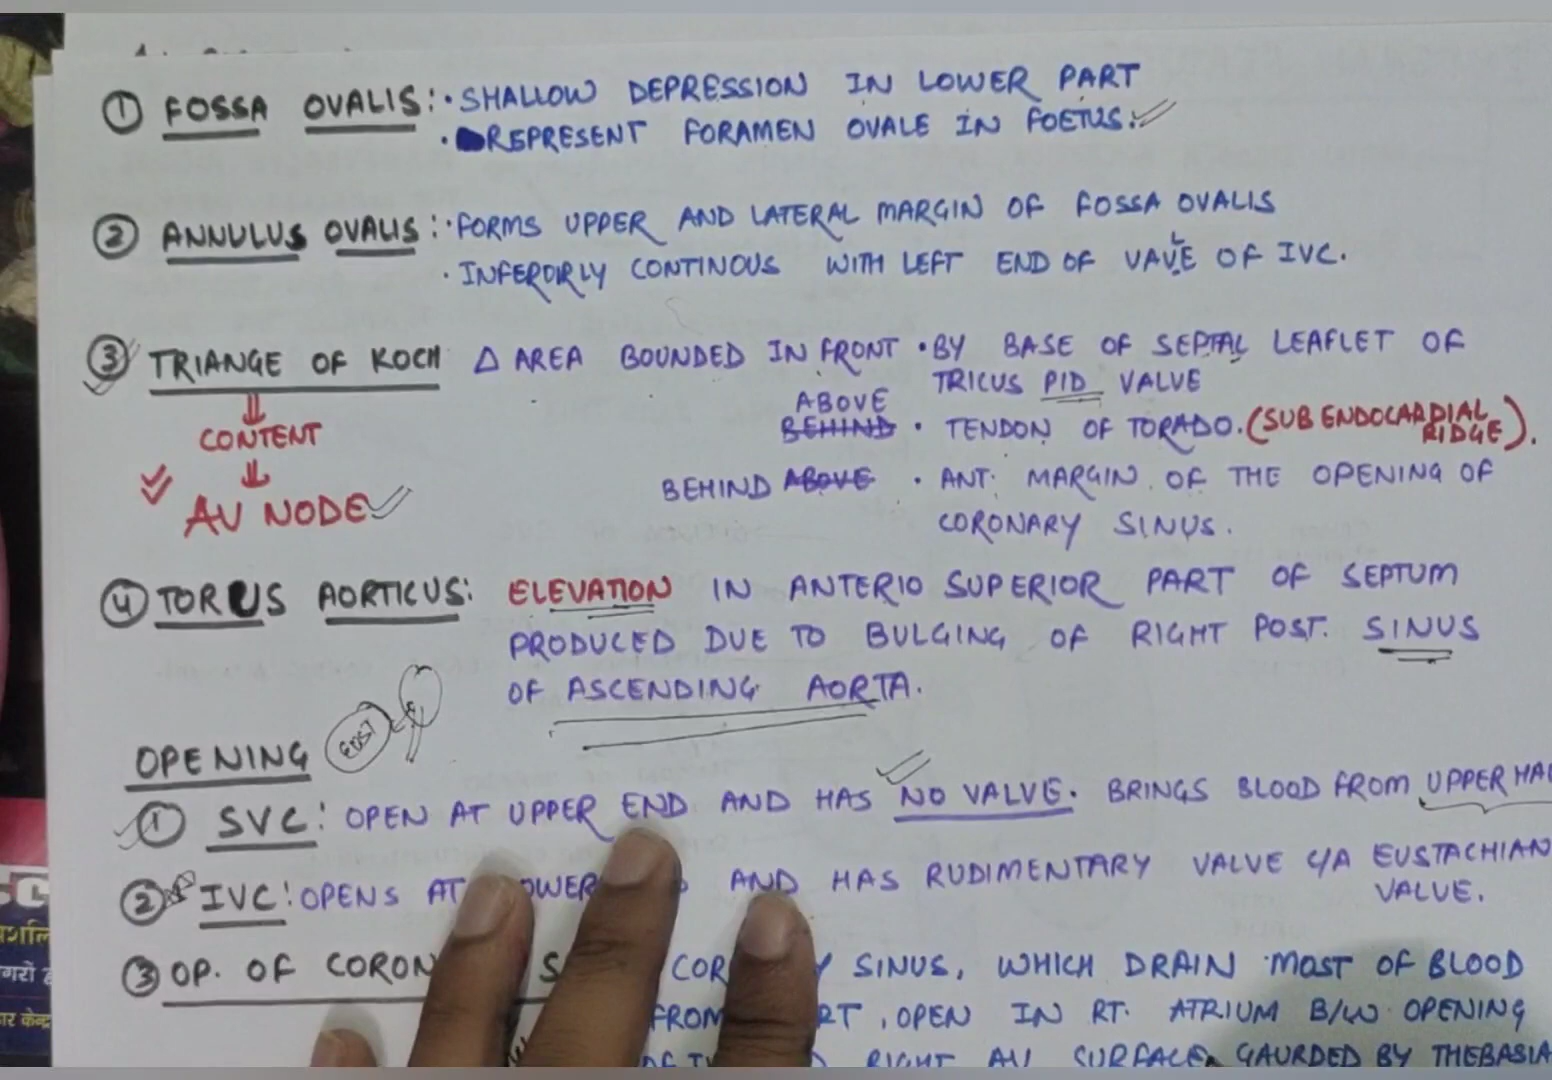 ① FOSSA OVALIS: • SHALLOW DEPRESSION IN LOWER PART
• REPRESENT FORAMEN OVALE IN FOETUS.
② ANNULUS OVALIS: • FORMS UPPER AND LATERAL MARGIN OF FOSSA OVALIS
• INFERORLY CONTINOUS WITH LEFT END OF VAVLE OF IVC.
③ TRIANGE OF KOCH Δ AREA BOUNDED IN FRONT • BY BASE OF SEPTAL LEAFLET OF
TRICUS PID VALVE
CONTENT
ABOVE BEHIND • TENDON OF TORADO. (SUB ENDOCARDIAL RIDGE).
AV NODE
BEHIND ABOVE • ANT. MARGIN OF THE OPENING OF
CORONARY SINUS.
④ TORUS AORTICUS: ELEVATION IN ANTERIO SUPERIOR PART OF SEPTUM
PRODUCED DUE TO BULGING OF RIGHT POST. SINUS
OF ASCENDING AORTA.
OPENING
① SVC: OPEN AT UPPER END AND HAS NO VALVE. BRINGS BLOOD FROM UPPER
② IVC: OPENS AT AND HAS RUDIMENTARY VALVE C/A EUSTACHIAN
VALVE.
③ OP. OF SINUS, WHICH DRAIN MOST OF BLOOD
FROM , OPEN IN RT. ATRIUM B/W OPENING
RIGHT AV SURFACE GAURDED BY